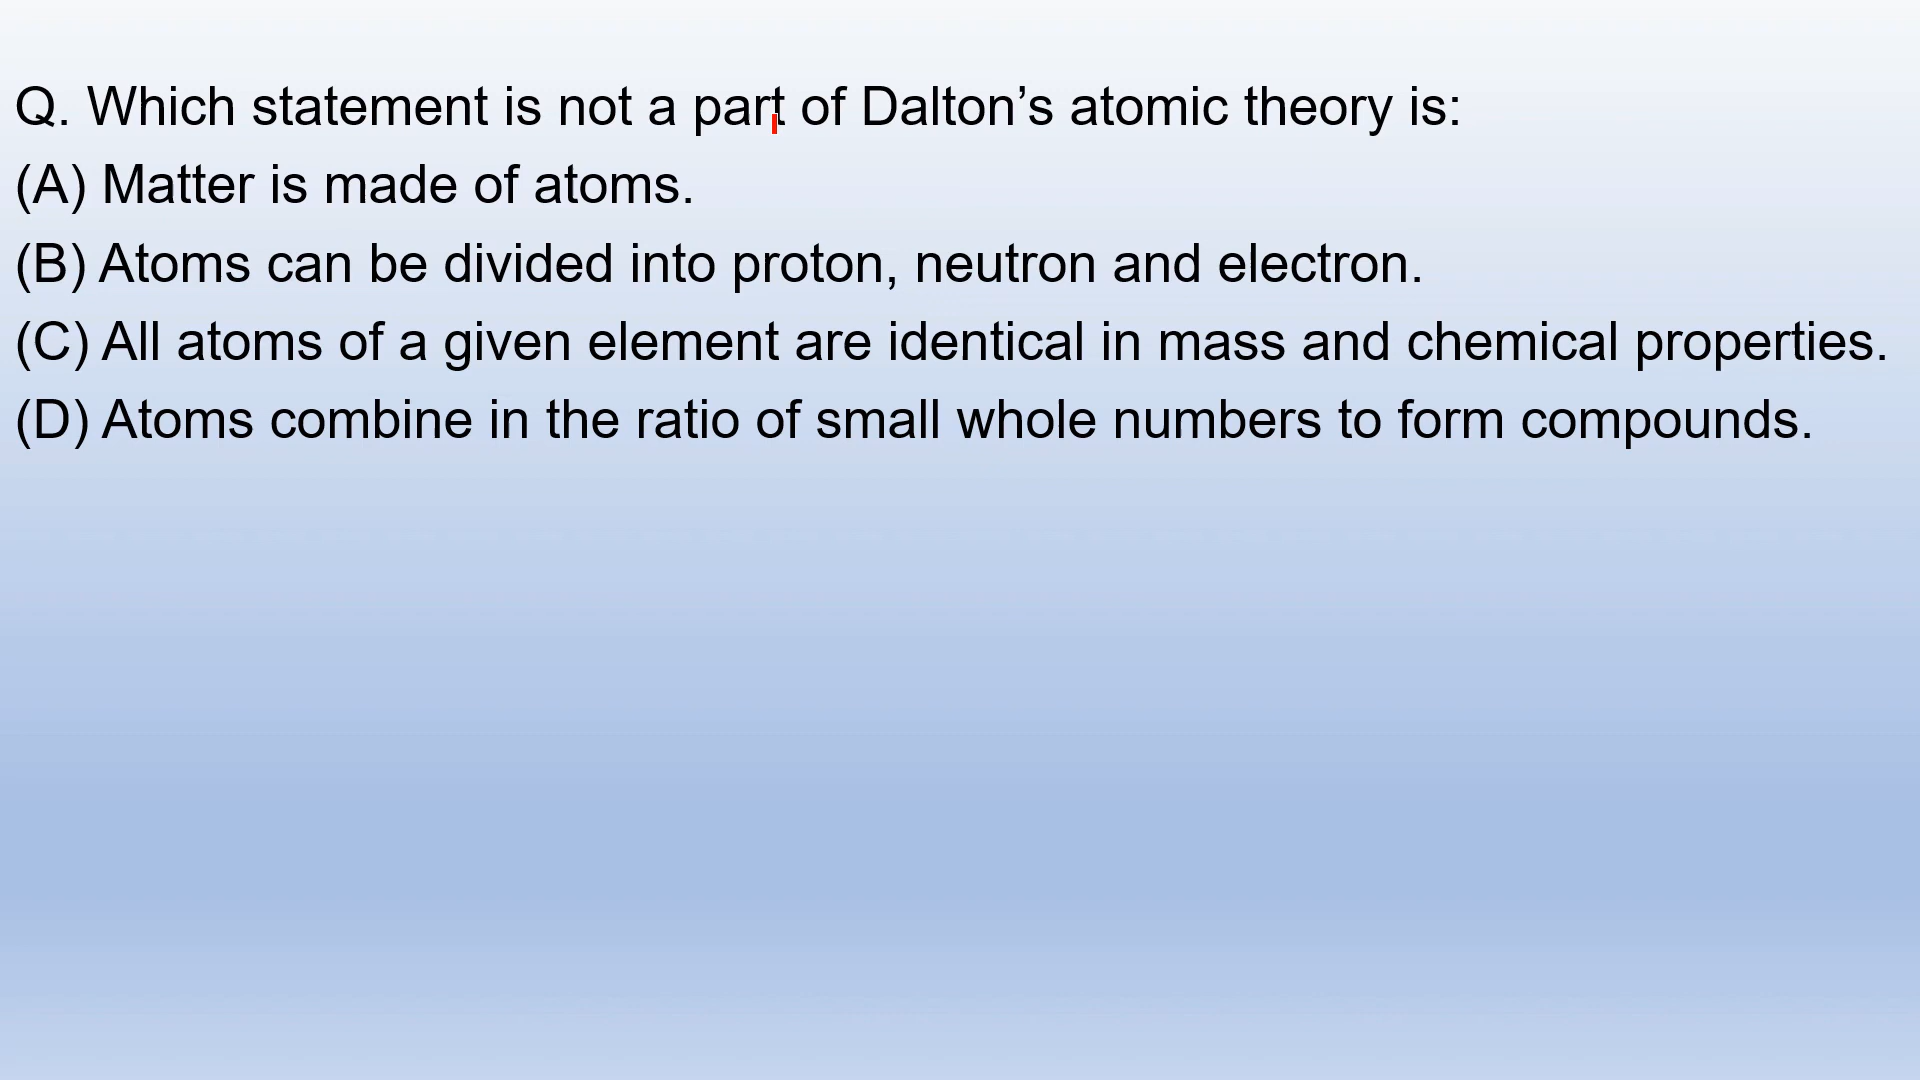 Q. Which statement is not a part of Dalton’s atomic theory is:
(A) Matter is made of atoms.
(B) Atoms can be divided into proton, neutron and electron.
(C) All atoms of a given element are identical in mass and chemical properties.
(D) Atoms combine in the ratio of small whole numbers to form compounds.